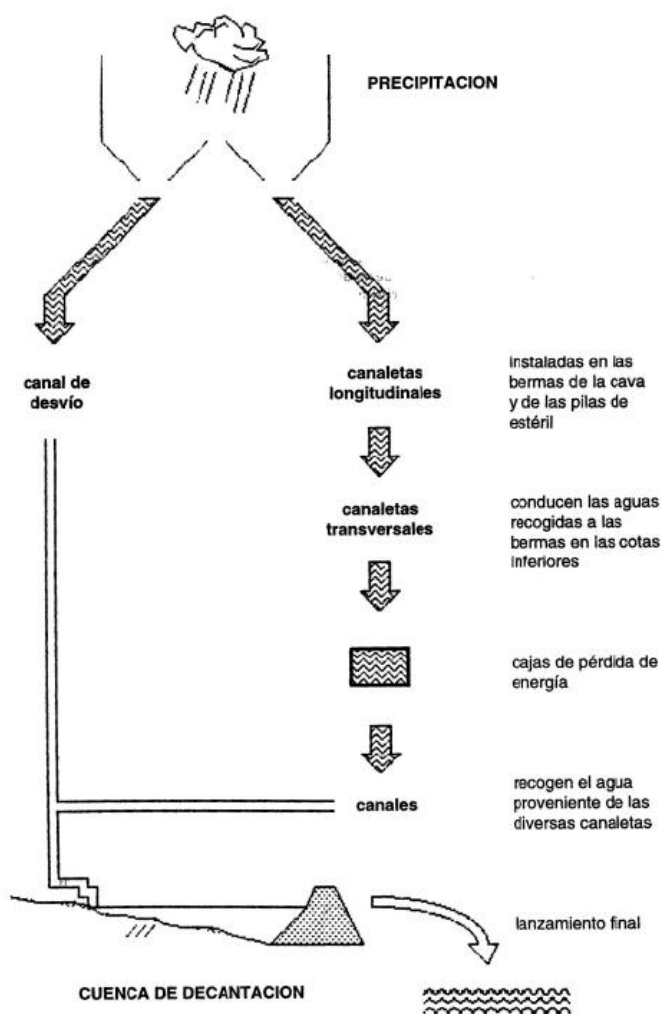 PRECIPITACION
canal de
desvío
canaletas
longitudinales
instaladas en las
bermas de la cava
y de las pilas de
estéril
canaletas
transversales
conducen las aguas
recogidas a las
bermas en las cotas
inferiores
cajas de pérdida de
energía
canales
recogen el agua
proveniente de las
diversas canaletas
lanzamiento final
CUENCA DE DECANTACION